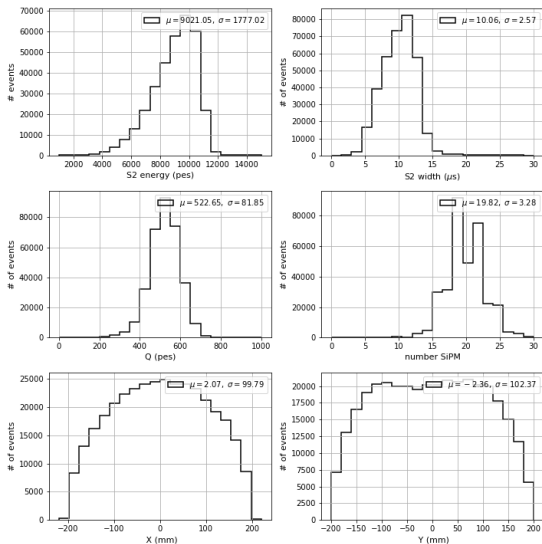 70000
60000
50000
40000
30000
20000
10000
0
# of events
μ = 9021.05, σ = 1777.02
2000 4000 6000 8000 10000 12000 14000
S2 energy (pes)
80000
70000
60000
50000
40000
30000
20000
10000
0
# of events
μ = 10.06, σ = 2.57
0 5 10 15 20 25 30
S2 width (μs)
80000
60000
40000
20000
0
# of events
μ = 522.65, σ = 81.85
0 200 400 600 800 1000
Q (pes)
80000
60000
40000
20000
0
# of events
μ = 19.82, σ = 3.28
0 5 10 15 20 25 30
number SiPM
25000
20000
15000
10000
5000
0
# of events
μ = 2.07, σ = 99.79
−200 −100 0 100 200
X (mm)
20000
17500
15000
12500
10000
7500
5000
2500
0
# of events
μ = −2.36, σ = 102.37
−200 −150 −100 −50 0 50 100 150 200
Y (mm)